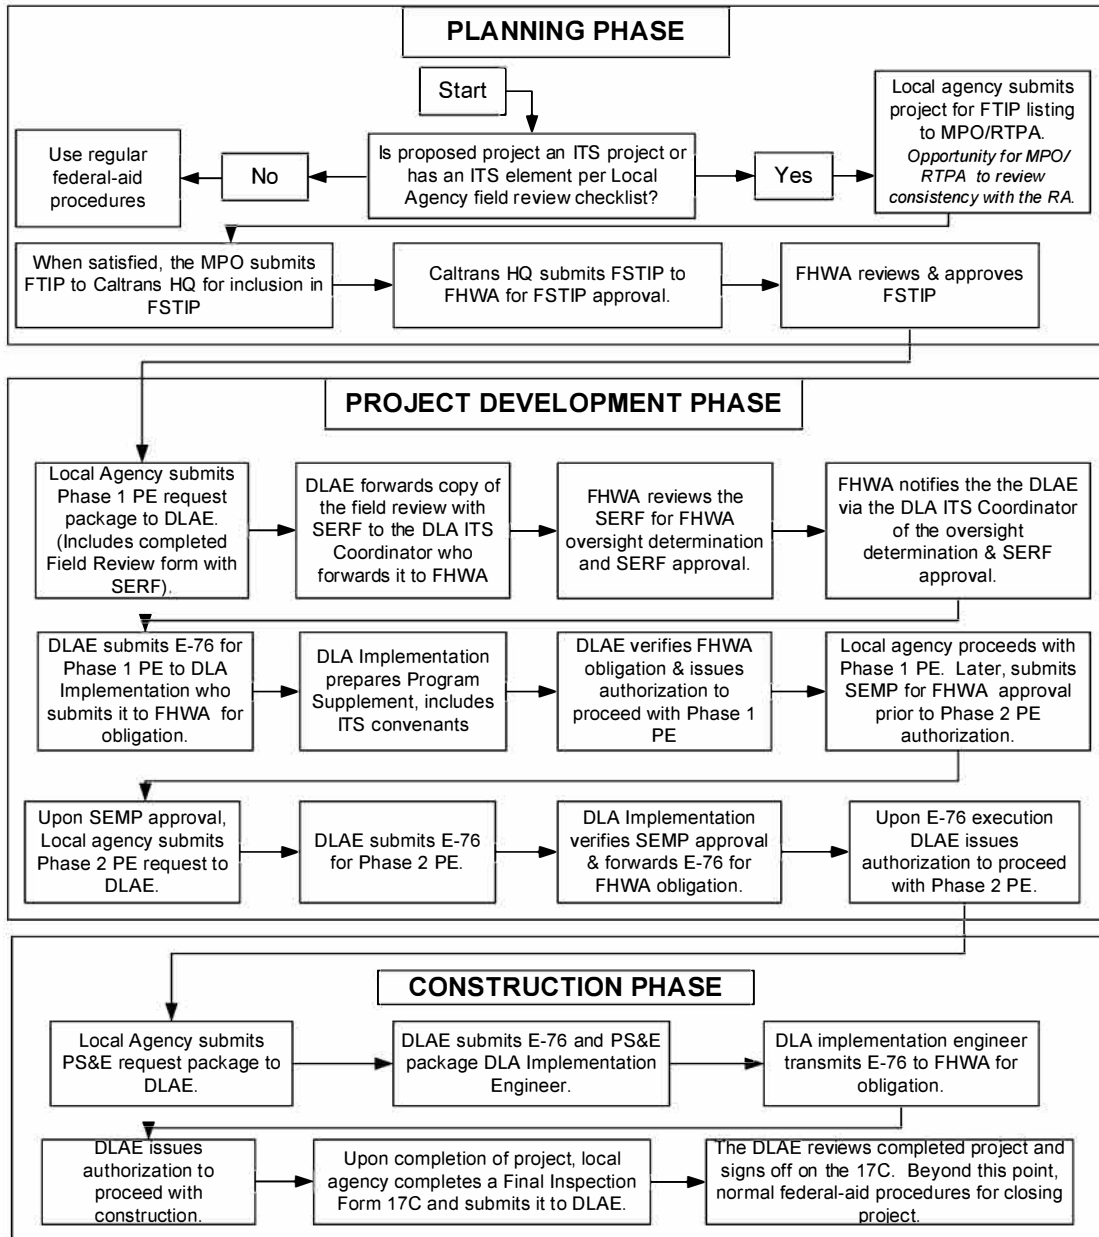 PLANNING PHASE
Start
Is proposed project an ITS project or
has an ITS element per Local
Agency field review checklist?
No
Use regular
federal-aid
procedures
Yes
Local agency submits
project for FTIP listing
to MPO/RTPA.
Opportunity for MPO/
RTPA to review
consistency with the RA.
When satisfied, the MPO submits
FTIP to Caltrans HQ for inclusion in
FSTIP
Caltrans HQ submits FSTIP to
FHWA for FSTIP approval.
FHWA reviews & approves
FSTIP
PROJECT DEVELOPMENT PHASE
Local Agency submits
Phase 1 PE request
package to DLAE.
(Includes completed
Field Review form with
SERF).
DLAE forwards copy of
the field review with
SERF to the DLA ITS
Coordinator who
forwards it to FHWA
FHWA reviews the
SERF for FHWA
oversight determination
and SERF approval.
FHWA notifies the the DLAE
via the DLA ITS Coordinator
of the oversight
determination & SERF
approval.
DLAE submits E-76 for
Phase 1 PE to DLA
Implementation who
submits it to FHWA for
obligation.
DLA Implementation
prepares Program
Supplement, includes
ITS convenants
DLAE verifies FHWA
obligation & issues
authorization to
proceed with Phase 1
PE
Local agency proceeds with
Phase 1 PE. Later, submits
SEMP for FHWA approval
prior to Phase 2 PE
authorization.
Upon SEMP approval,
Local agency submits
Phase 2 PE request to
DLAE.
DLAE submits E-76
for Phase 2 PE.
DLA Implementation
verifies SEMP approval
& forwards E-76 for
FHWA obligation.
Upon E-76 execution
DLAE issues
authorization to proceed
with Phase 2 PE.
CONSTRUCTION PHASE
Local Agency submits
PS&E request package to
DLAE.
DLAE submits E-76 and PS&E
package DLA Implementation
Engineer.
DLA implementation engineer
transmits E-76 to FHWA for
obligation.
DLAE issues
authorization to
proceed with
construction.
Upon completion of project, local
agency completes a Final Inspection
Form 17C and submits it to DLAE.
The DLAE reviews completed project and
signs off on the 17C. Beyond this point,
normal federal-aid procedures for closing
project.